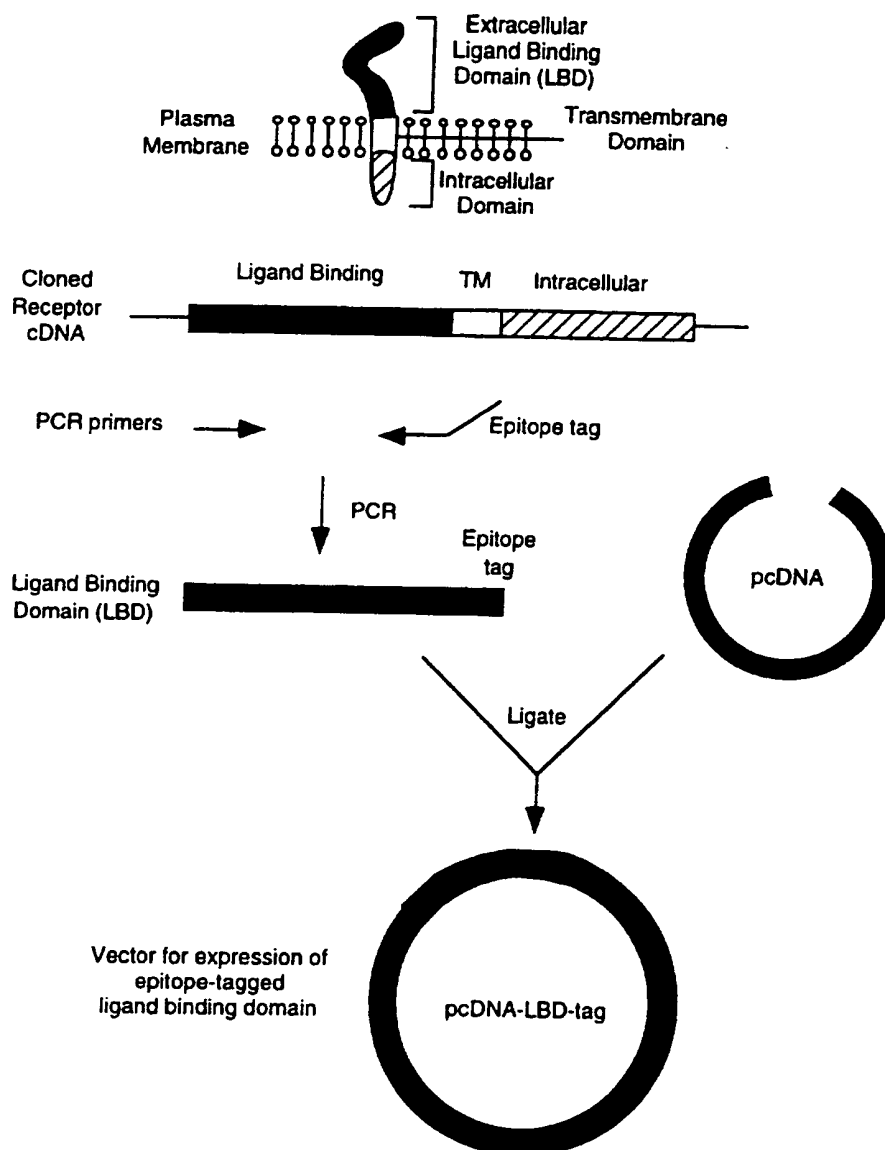 Extracellular
Ligand Binding
Domain (LBD)
Plasma
Membrane
Transmembrane
Domain
Intracellular
Domain
Cloned
Receptor
cDNA
Ligand Binding
TM
Intracellular
PCR primers
Epitope tag
PCR
Epitope
tag
Ligand Binding
Domain (LBD)
pcDNA
Ligate
Vector for expression of
epitope-tagged
ligand binding domain
pcDNA-LBD-tag